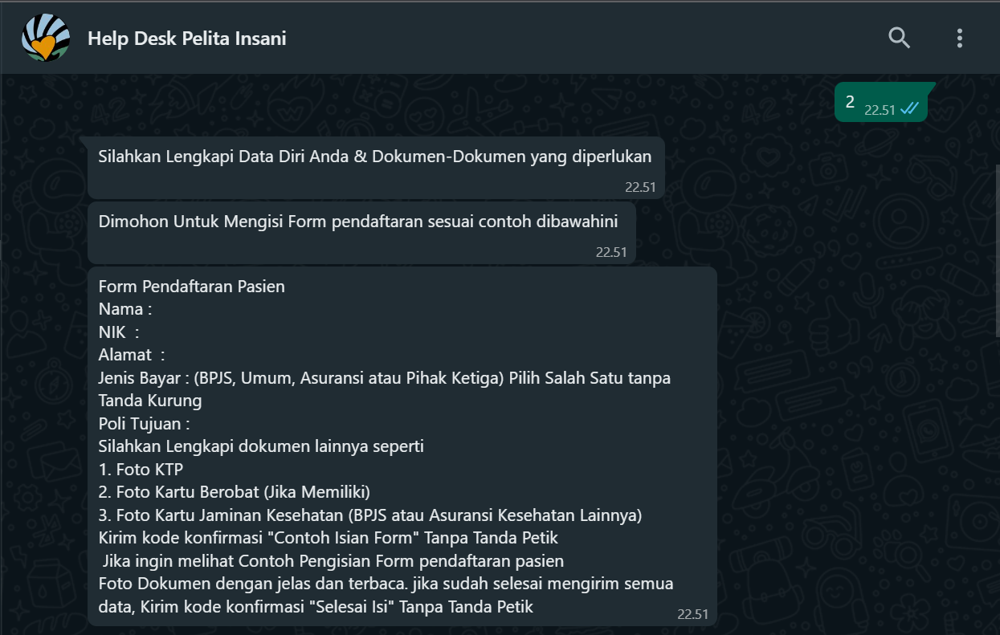 Help Desk Pelita Insani
2
22.51
Silahkan Lengkapi Data Diri Anda & Dokumen-Dokumen yang diperlukan
22.51
Dimohon Untuk Mengisi Form pendaftaran sesuai contoh dibawahini
22.51
Form Pendaftaran Pasien
Nama :
NIK  :
Alamat  :
Jenis Bayar : (BPJS, Umum, Asuransi atau Pihak Ketiga) Pilih Salah Satu tanpa
Tanda Kurung
Poli Tujuan :
Silahkan Lengkapi dokumen lainnya seperti
1. Foto KTP
2. Foto Kartu Berobat (Jika Memiliki)
3. Foto Kartu Jaminan Kesehatan (BPJS atau Asuransi Kesehatan Lainnya)
Kirim kode konfirmasi "Contoh Isian Form" Tanpa Tanda Petik
Jika ingin melihat Contoh Pengisian Form pendaftaran pasien
Foto Dokumen dengan jelas dan terbaca. jika sudah selesai mengirim semua
data, Kirim kode konfirmasi "Selesai Isi" Tanpa Tanda Petik
22.51